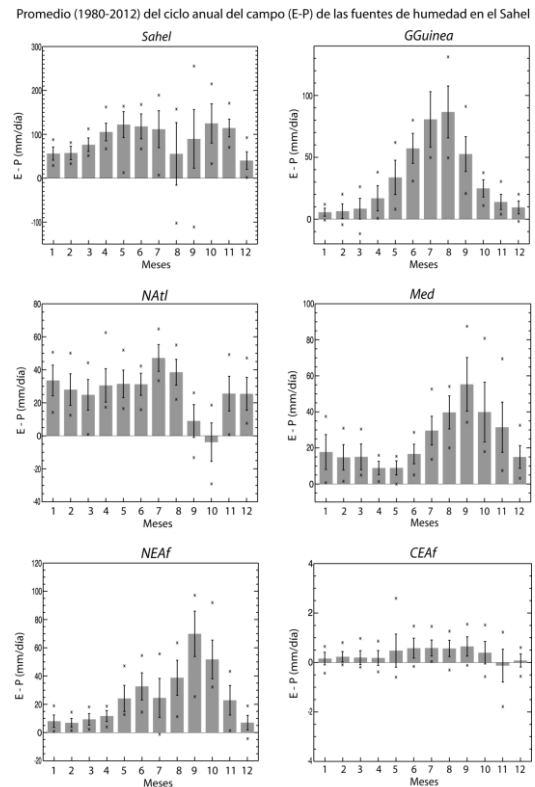 Promedio (1980-2012) del ciclo anual del campo (E-P) de las fuentes de humedad en el Sahel
Sahel
E - P (mm/día)
300
200
100
0
-100
1 2 3 4 5 6 7 8 9 10 11 12
Meses
GGuinea
E - P (mm/día)
100
50
0
1 2 3 4 5 6 7 8 9 10 11 12
Meses
NAtl
E - P (mm/día)
80
60
40
20
0
-20
-40
1 2 3 4 5 6 7 8 9 10 11 12
Meses
Med
E - P (mm/día)
100
80
60
40
20
0
1 2 3 4 5 6 7 8 9 10 11 12
Meses
NEAf
E - P (mm/día)
120
100
80
60
40
20
0
-20
1 2 3 4 5 6 7 8 9 10 11 12
Meses
CEAf
E - P (mm/día)
4
2
0
-2
-4
1 2 3 4 5 6 7 8 9 10 11 12
Meses